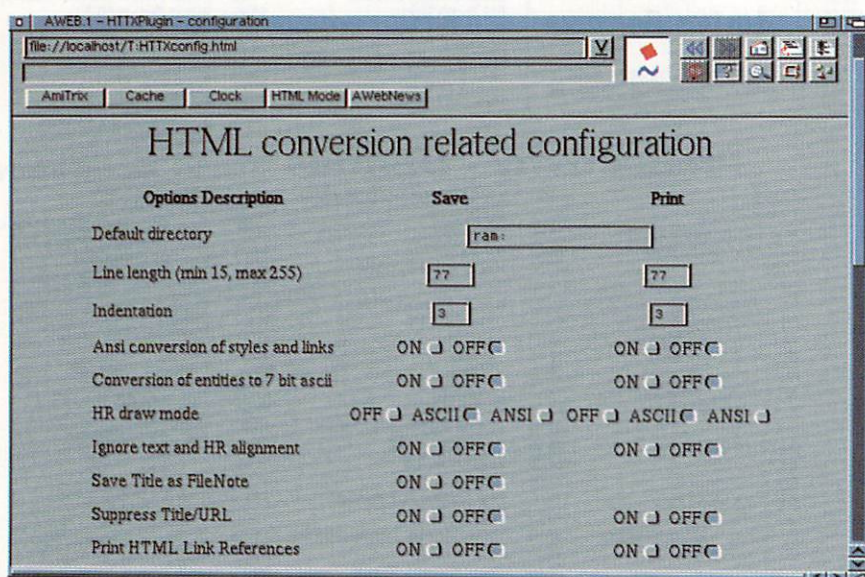 AWEB.1 – HTTXPlugin – configuration
file://localhost/T:HTTXconfig.html
AmiTrix Cache Clock HTML Mode AWebNews
HTML conversion related configuration
Options Description Save Print
Default directory ram:
Line length (min 15, max 255) 77 77
Indentation 3 3
Ansi conversion of styles and links ON OFF ON OFF
Conversion of entities to 7 bit ascii ON OFF ON OFF
HR draw mode OFF ASCII ANSI OFF ASCII ANSI
Ignore text and HR alignment ON OFF ON OFF
Save Title as FileNote ON OFF
Suppress Title/URL ON OFF ON OFF
Print HTML Link References ON OFF ON OFF